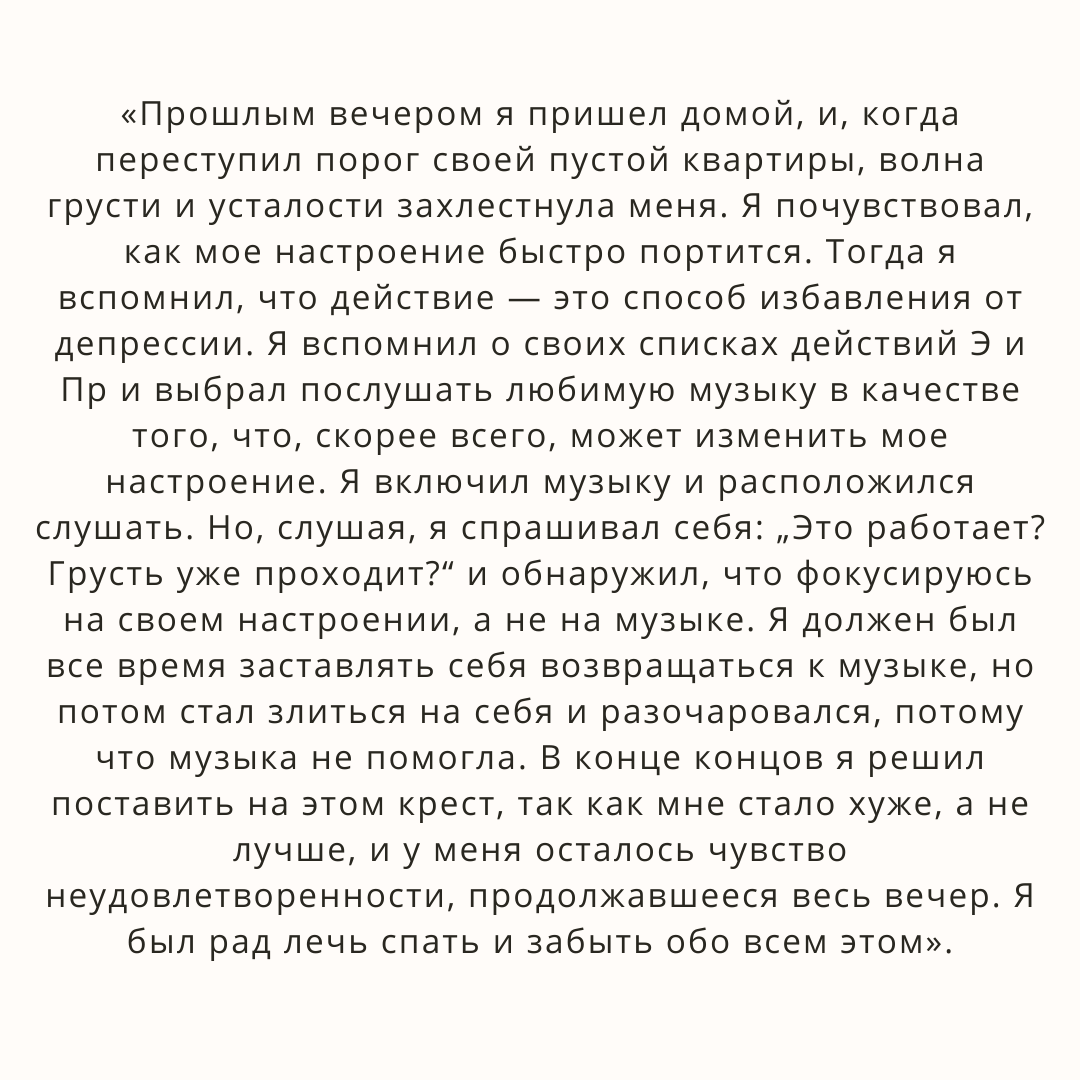 «Прошлым вечером я пришел домой, и, когда
переступил порог своей пустой квартиры, волна
грусти и усталости захлестнула меня. Я почувствовал,
как мое настроение быстро портится. Тогда я
вспомнил, что действие — это способ избавления от
депрессии. Я вспомнил о своих списках действий Э и
Пр и выбрал послушать любимую музыку в качестве
того, что, скорее всего, может изменить мое
настроение. Я включил музыку и расположился
слушать. Но, слушая, я спрашивал себя: „Это работает?
Грусть уже проходит?“ и обнаружил, что фокусируюсь
на своем настроении, а не на музыке. Я должен был
все время заставлять себя возвращаться к музыке, но
потом стал злиться на себя и разочаровался, потому
что музыка не помогла. В конце концов я решил
поставить на этом крест, так как мне стало хуже, а не
лучше, и у меня осталось чувство
неудовлетворенности, продолжавшееся весь вечер. Я
был рад лечь спать и забыть обо всем этом».